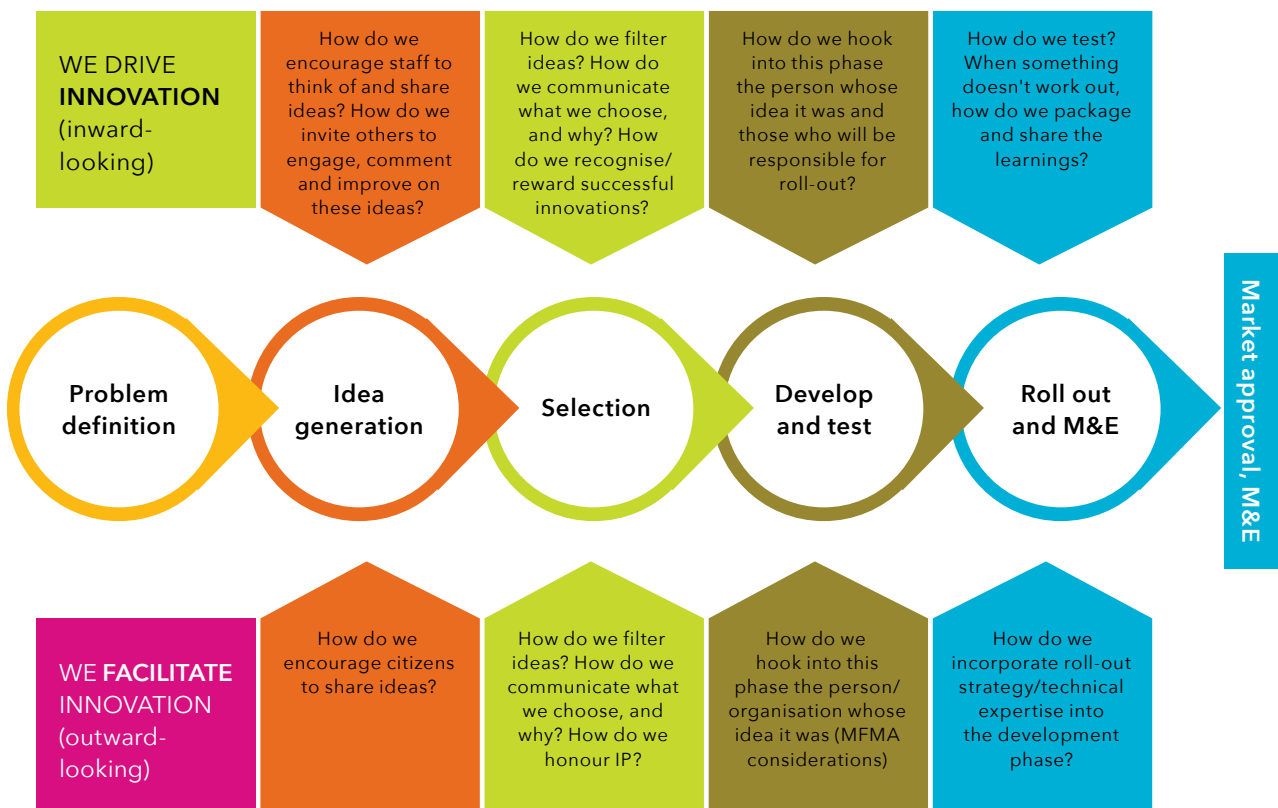 WE DRIVE
INNOVATION
(inward-
looking)
How do we
encourage staff to
think of and share
ideas? How do we
invite others to
engage, comment
and improve on
these ideas?
How do we filter
ideas? How do
we communicate
what we choose,
and why? How
do we recognise/
reward successful
innovations?
How do we hook
into this phase
the person whose
idea it was and
those who will be
responsible for
roll-out?
How do we test?
When something
doesn't work out,
how do we package
and share the
learnings?
Problem
definition
Idea
generation
Selection
Develop
and test
Roll out
and M&E
Market approval, M&E
WE FACILITATE
INNOVATION
(outward-
looking)
How do we
encourage citizens
to share ideas?
How do we filter
ideas? How do we
communicate what
we choose, and
why? How do we
honour IP?
How do we
hook into this
phase the person/
organisation whose
idea it was (MFMA
considerations)
How do we
incorporate roll-out
strategy/technical
expertise into
the development
phase?